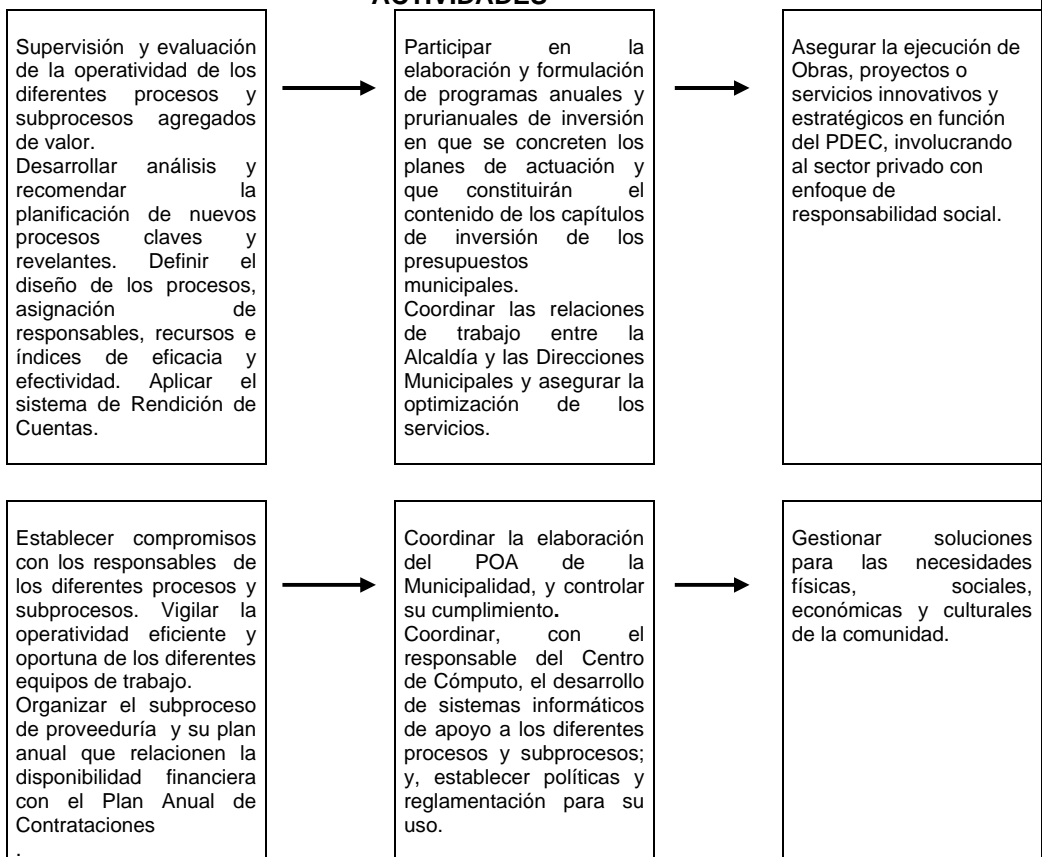 ACTIVIDADES
Supervisión y evaluación
de la operatividad de los
diferentes procesos y
subprocesos agregados
de valor.
Desarrollar análisis y
recomendar la
planificación de nuevos
procesos claves y
revelantes. Definir el
diseño de los procesos,
asignación de
responsables, recursos e
índices de eficacia y
efectividad. Aplicar el
sistema de Rendición de
Cuentas.
Participar en la
elaboración y formulación
de programas anuales y
prurianuales de inversión
en que se concreten los
planes de actuación y
que constituirán el
contenido de los capítulos
de inversión de los
presupuestos
municipales.
Coordinar las relaciones
de trabajo entre la
Alcaldía y las Direcciones
Municipales y asegurar la
optimización de los
servicios.
Asegurar la ejecución de
Obras, proyectos o
servicios innovativos y
estratégicos en función
del PDEC, involucrando
al sector privado con
enfoque de
responsabilidad social.
Establecer compromisos
con los responsables de
los diferentes procesos y
subprocesos. Vigilar la
operatividad eficiente y
oportuna de los diferentes
equipos de trabajo.
Organizar el subproceso
de proveeduría y su plan
anual que relacionen la
disponibilidad financiera
con el Plan Anual de
Contrataciones
.
Coordinar la elaboración
del POA de la
Municipalidad, y controlar
su cumplimiento.
Coordinar, con el
responsable del Centro
de Cómputo, el desarrollo
de sistemas informáticos
de apoyo a los diferentes
procesos y subprocesos;
y, establecer políticas y
reglamentación para su
uso.
Gestionar soluciones
para las necesidades
físicas, sociales,
económicas y culturales
de la comunidad.